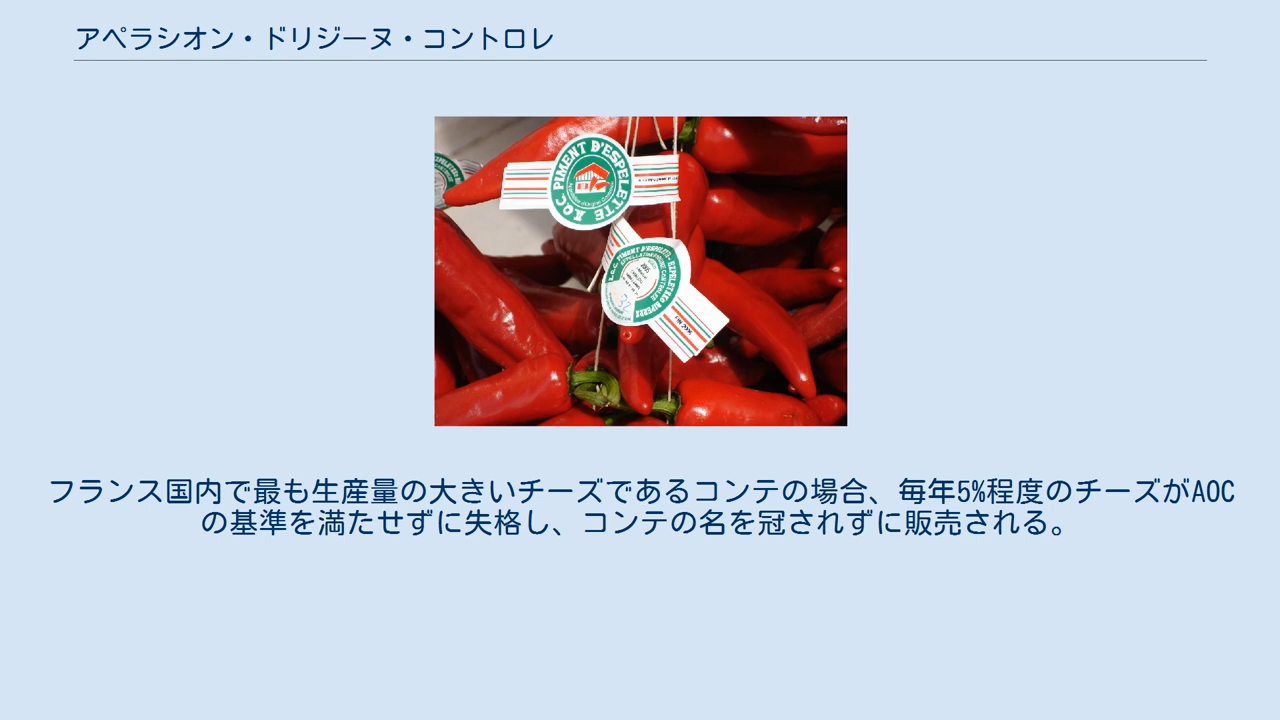 アペラシオン・ドリジーヌ・コントロレ
PIMENT D'ESPELETTE
AOC
フランス国内で最も生産量の大きいチーズであるコンテの場合、毎年5%程度のチーズがAOC
の基準を満たせずに失格し、コンテの名を冠されずに販売される。